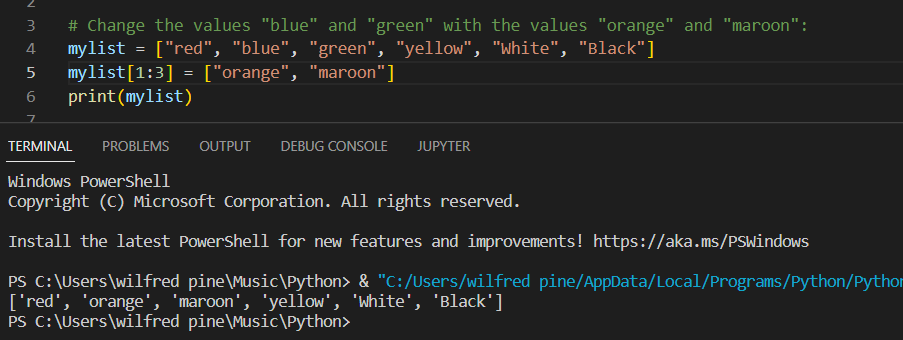 2
3 # Change the values "blue" and "green" with the values "orange" and "maroon":
4 mylist = ["red", "blue", "green", "yellow", "White", "Black"]
5 mylist[1:3] = ["orange", "maroon"]
6 print(mylist)
7
TERMINAL PROBLEMS OUTPUT DEBUG CONSOLE JUPYTER
Windows PowerShell
Copyright (C) Microsoft Corporation. All rights reserved.
Install the latest PowerShell for new features and improvements! https://aka.ms/PSWindows
PS C:\Users\wilfred pine\Music\Python> & "C:/Users/wilfred pine/AppData/Local/Programs/Python/Python
['red', 'orange', 'maroon', 'yellow', 'White', 'Black']
PS C:\Users\wilfred pine\Music\Python>